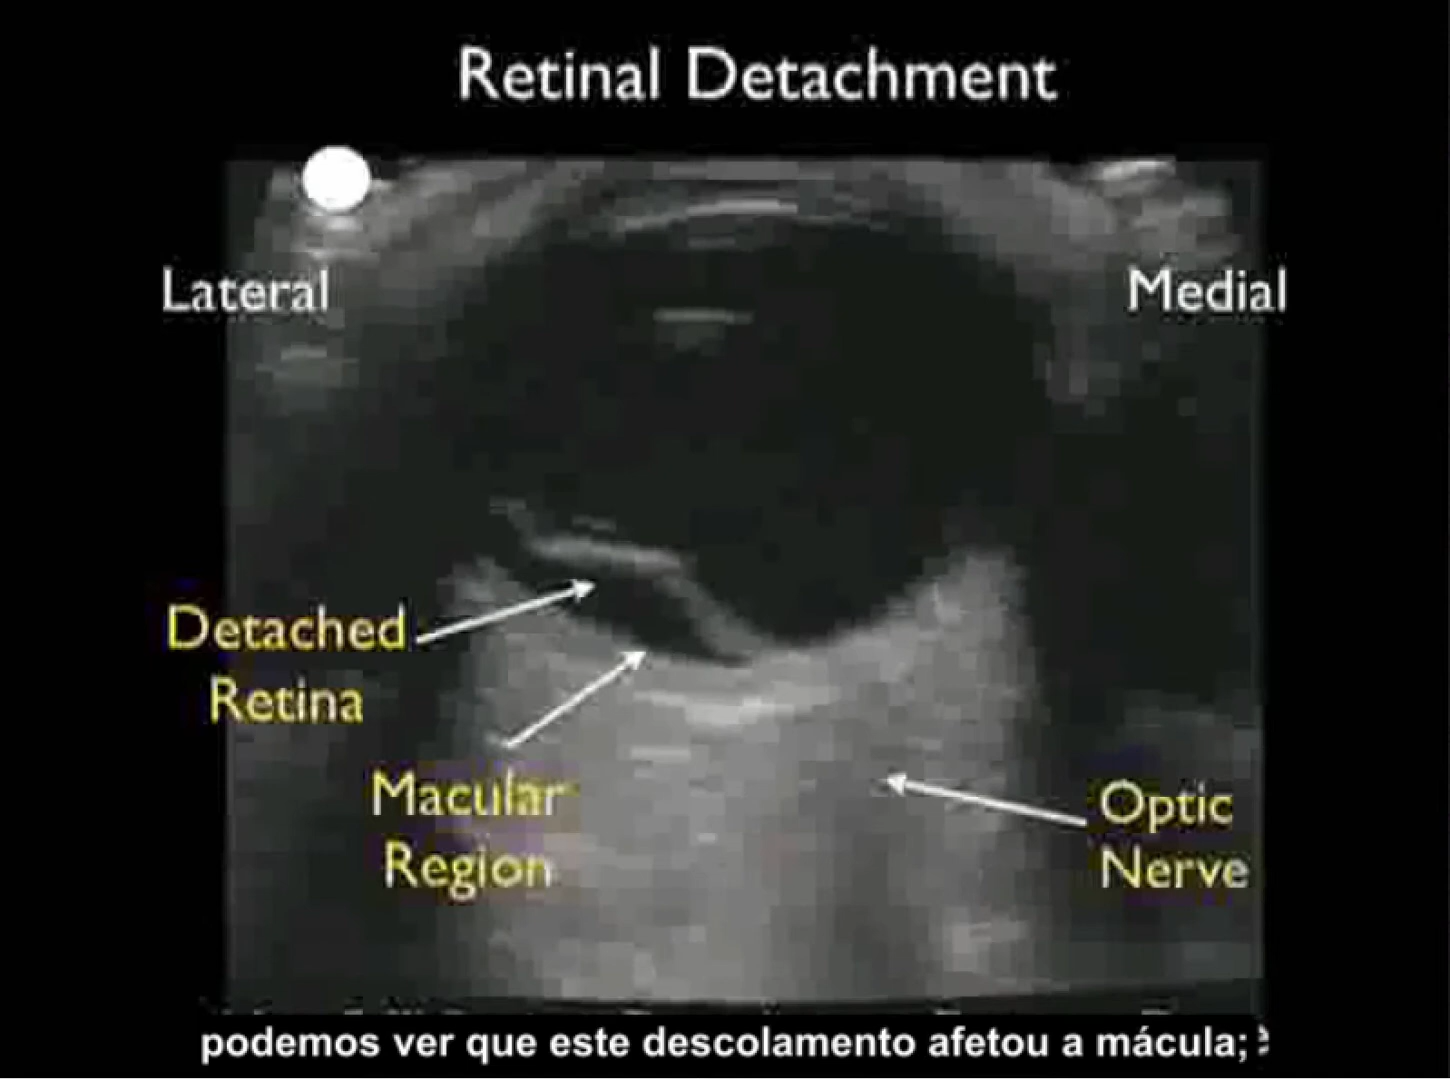 Retinal Detachment
Lateral
Medial
Detached
Retina
Macular
Region
Optic
Nerve
podemos ver que este descolamento afetou a mácula;